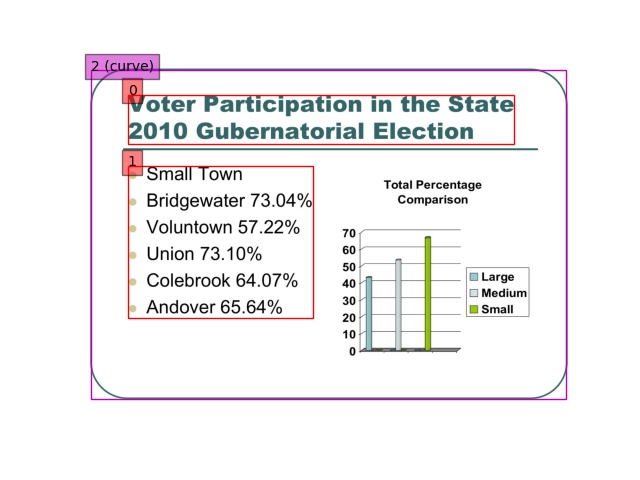 2 (curve)
0
Voter Participation in the State
2010 Gubernatorial Election
1
Small Town
Bridgewater 73.04%
Voluntown 57.22%
Union 73.10%
Colebrook 64.07%
Andover 65.64%
Total Percentage
Comparison
70
60
50
40
30
20
10
0
Large
Medium
Small